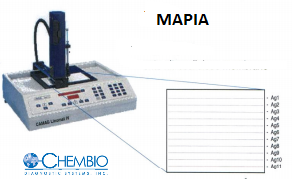 MAPIA
CAMAG Linomat IV
Ag1
Ag2
Ag3
Ag4
Ag5
Ag6
Ag7
Ag8
Ag9
Ag10
Ag11
CHEMBIO
DIAGNOSTIC SYSTEMS, INC.